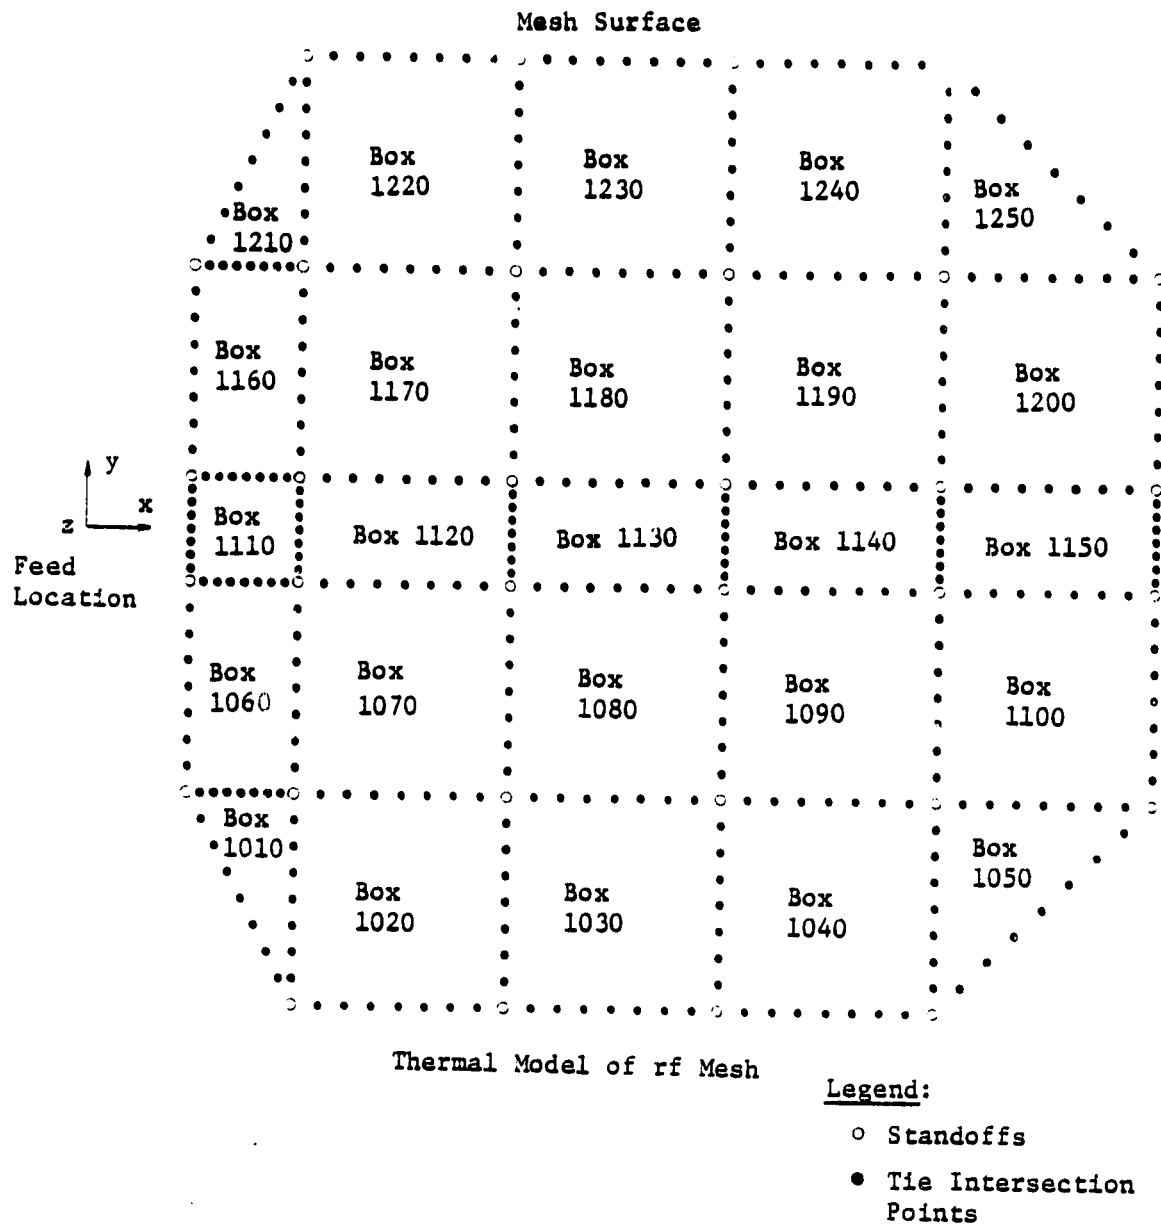 Mesh Surface
Box
1220
Box
1230
Box
1240
Box
1250
Box
1210
Box
1160
Box
1170
Box
1180
Box
1190
Box
1200
y
x
z
Feed
Location
Box
1110
Box 1120
Box 1130
Box 1140
Box 1150
Box
1060
Box
1070
Box
1080
Box
1090
Box
1100
Box
1010
Box
1020
Box
1030
Box
1040
Box
1050
Thermal Model of rf Mesh
Legend:
Standoffs
Tie Intersection
Points